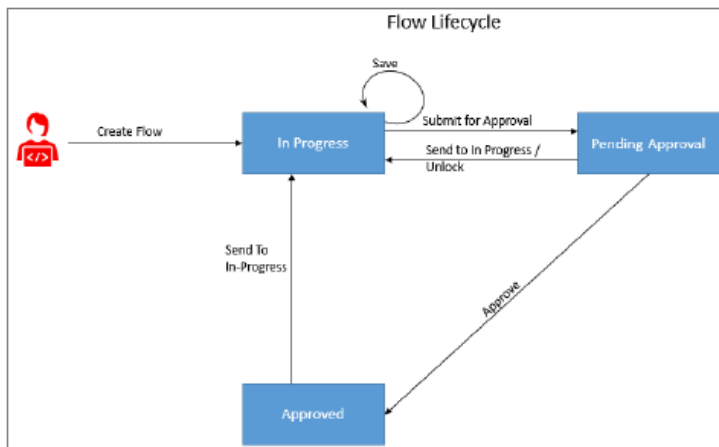 Flow Lifecycle
Save
Create Flow
In Progress
Submit for Approval
Pending Approval
Send to In Progress /
Unlock
Send To
In-Progress
Approve
Approved